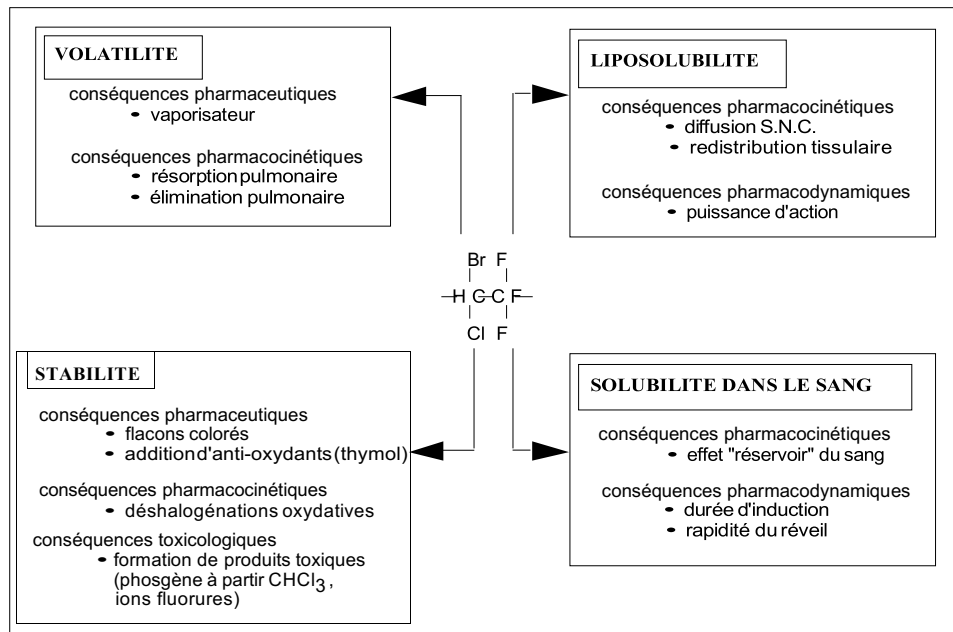 VOLATILITE
conséquences pharmaceutiques
• vaporisateur
conséquences pharmacocinétiques
• résorption pulmonaire
• élimination pulmonaire
LIPOSOLUBILITE
conséquences pharmacocinétiques
• diffusion S.N.C.
• redistribution tissulaire
conséquences pharmacodynamiques
• puissance d'action
Br F
H C C F
Cl F
STABILITE
conséquences pharmaceutiques
• flacons colorés
• addition d'anti-oxydants (thymol)
conséquences pharmacocinétiques
• déshalogénations oxydatives
conséquences toxicologiques
• formation de produits toxiques
(phosgène à partir CHCl3 ,
ions fluorures)
SOLUBILITE DANS LE SANG
conséquences pharmacocinétiques
• effet "réservoir" du sang
conséquences pharmacodynamiques
• durée d'induction
• rapidité du réveil